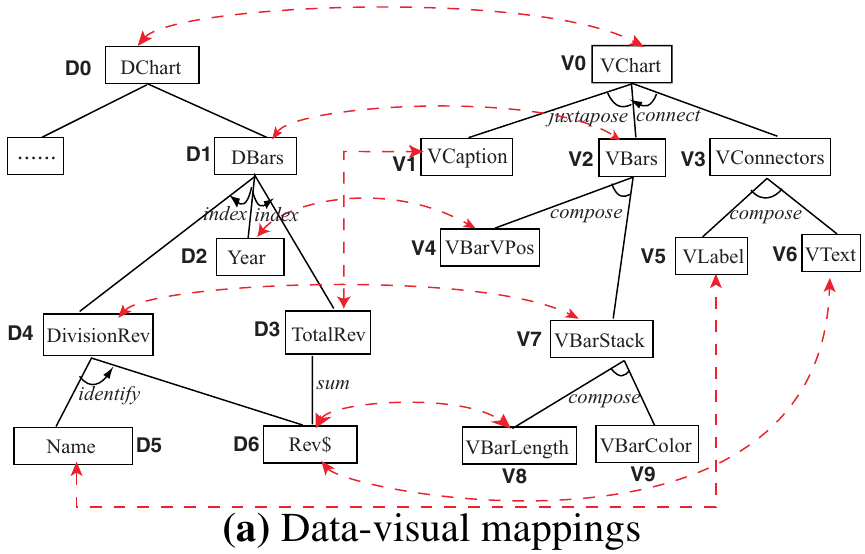 D0 DChart
V0 VChart
juxtapose connect
......
D1 DBars
V1 VCaption
V2 VBars
V3 VConnectors
index index
compose
compose
D2 Year
V4 VBarVPos
V5 VLabel
V6 VText
D4 DivisionRev
D3 TotalRev
V7 VBarStack
identify
sum
compose
Name D5
D6 Rev$
VBarLength
VBarColor
V8
V9
(a) Data-visual mappings